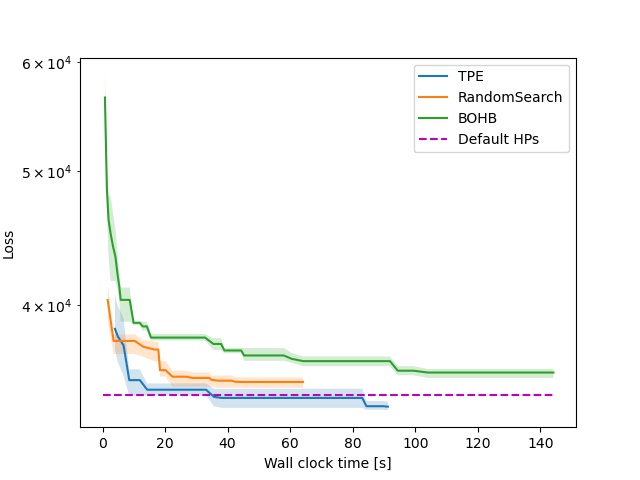 6 × 10⁴
5 × 10⁴
4 × 10⁴
Loss
TPE
RandomSearch
BOHB
Default HPs
0 20 40 60 80 100 120 140
Wall clock time [s]